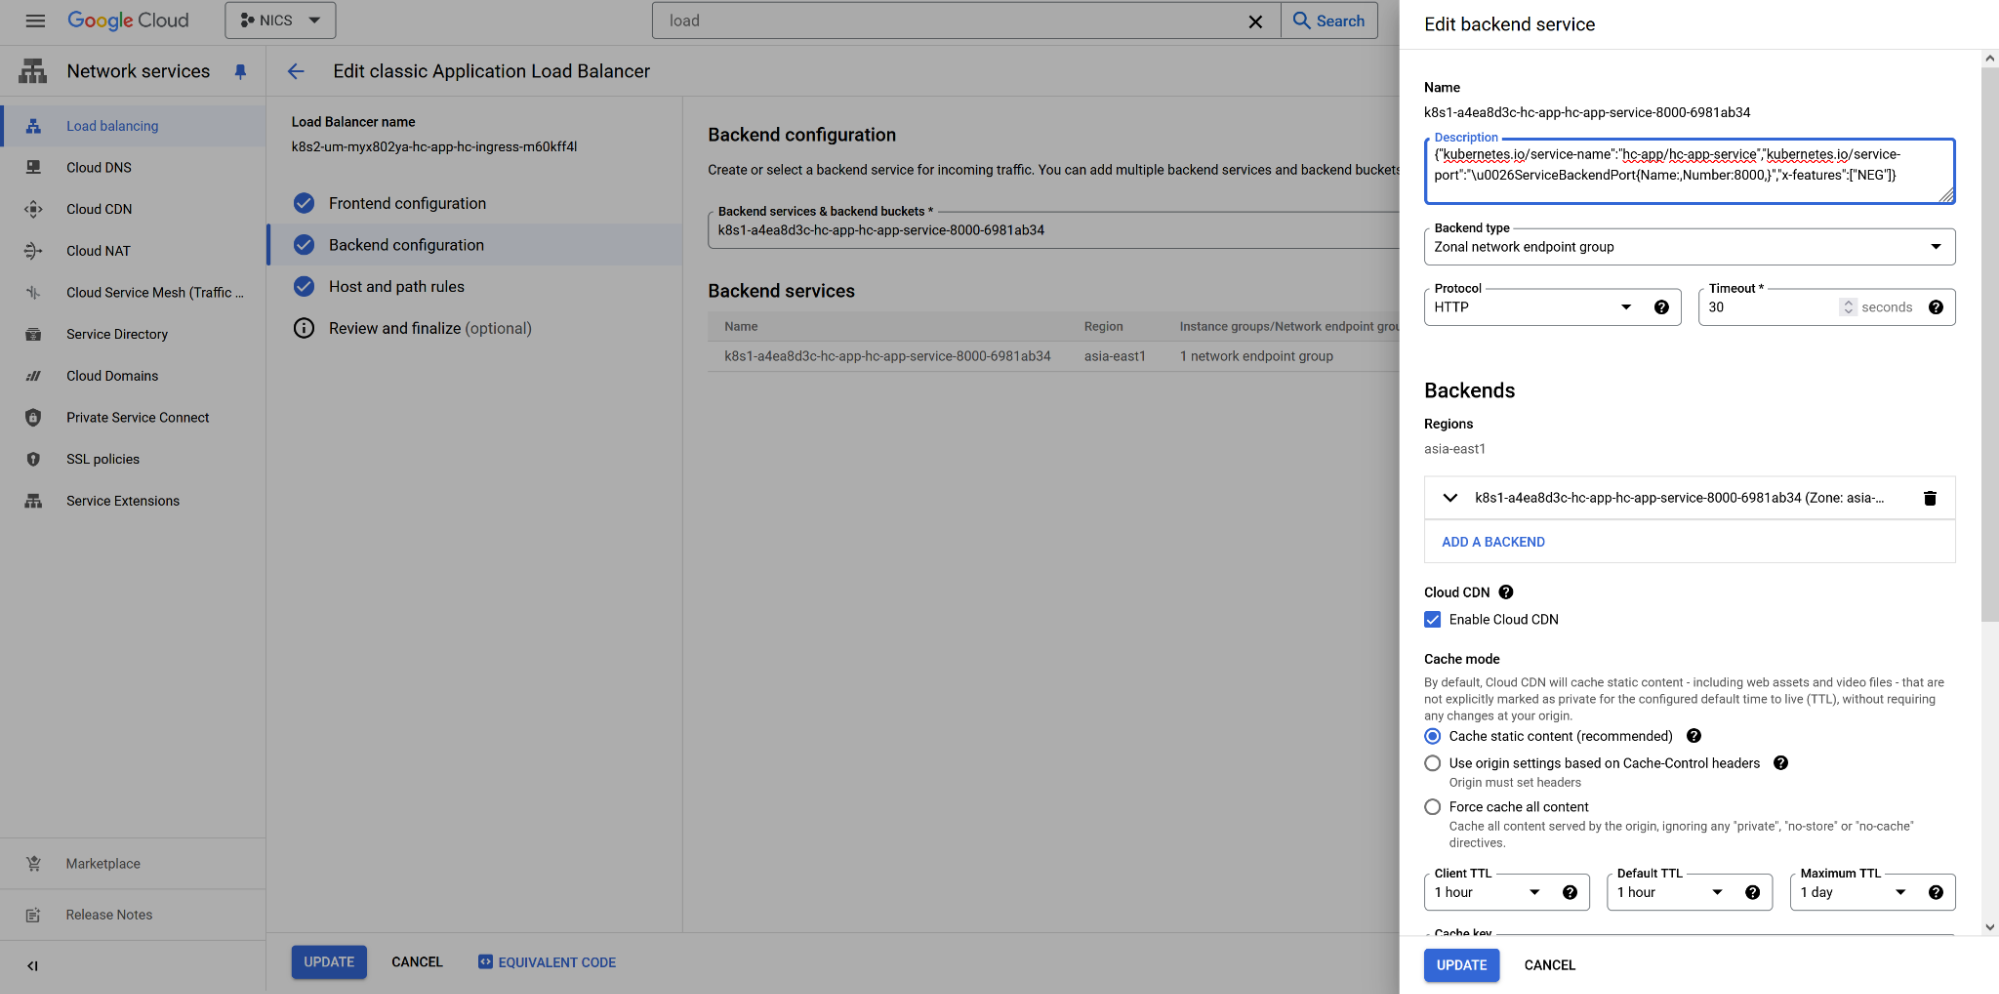 Google Cloud
NICS
load
Search
Network services
Load balancing
Cloud DNS
Cloud CDN
Cloud NAT
Cloud Service Mesh (Traffic ...
Service Directory
Cloud Domains
Private Service Connect
SSL policies
Service Extensions
Marketplace
Release Notes
Edit classic Application Load Balancer
Load Balancer name
k8s2-um-myx802ya-hc-app-hc-ingress-m60kff4l
Frontend configuration
Backend configuration
Host and path rules
Review and finalize (optional)
Backend configuration
Create or select a backend service for incoming traffic. You can add multiple backend services and backend buckets
Backend services & backend buckets *
k8s1-a4ea8d3c-hc-app-hc-app-service-8000-6981ab34
Backend services
Name Region Instance groups/Network endpoint grou
k8s1-a4ea8d3c-hc-app-hc-app-service-8000-6981ab34 asia-east1 1 network endpoint group
UPDATE CANCEL EQUIVALENT CODE
Edit backend service
Name
k8s1-a4ea8d3c-hc-app-hc-app-service-8000-6981ab34
Description
{"kubernetes.io/service-name":"hc-app/hc-app-service","kubernetes.io/service-
port":"\u0026ServiceBackendPort{Name:,Number:8000,}","x-features":["NEG"]}
Backend type
Zonal network endpoint group
Protocol
HTTP
Timeout *
30 seconds
Backends
Regions
asia-east1
k8s1-a4ea8d3c-hc-app-hc-app-service-8000-6981ab34 (Zone: asia-...
ADD A BACKEND
Cloud CDN
Enable Cloud CDN
Cache mode
By default, Cloud CDN will cache static content - including web assets and video files - that are
not explicitly marked as private for the configured default time to live (TTL), without requiring
any changes at your origin.
Cache static content (recommended)
Use origin settings based on Cache-Control headers
Origin must set headers
Force cache all content
Cache all content served by the origin, ignoring any "private", "no-store" or "no-cache"
directives.
Client TTL
1 hour
Default TTL
1 hour
Maximum TTL
1 day
Cache key
UPDATE CANCEL